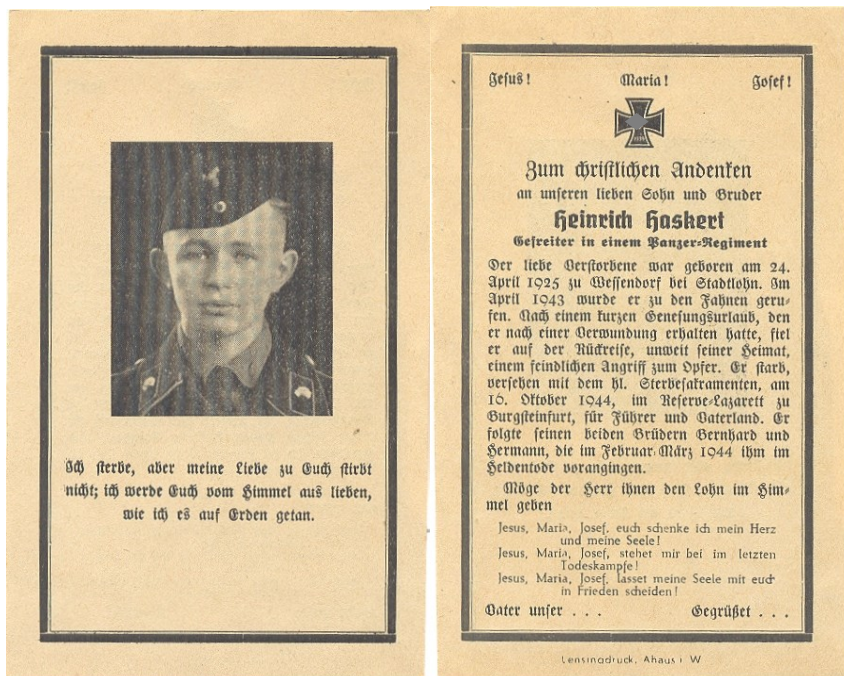 Ich sterbe, aber meine Liebe zu Euch stirbt
nicht; ich werde Euch vom Himmel aus lieben,
wie ich es auf Erden getan.
Jesus! Maria! Josef!
Zum christlichen Andenken
an unseren lieben Sohn und Bruder
Heinrich Haskert
Gefreiter in einem Panzer-Regiment
Der liebe Verstorbene war geboren am 24.
April 1925 zu Wessendorf bei Stadtlohn. Im
April 1943 wurde er zu den Fahnen geru-
fen. Nach einem kurzen Genesungsurlaub, den
er nach einer Verwundung erhalten hatte, fiel
er auf der Rückreise, unweit seiner Heimat,
einem feindlichen Angriff zum Opfer. Er starb,
versehen mit dem hl. Sterbesakramenten, am
16. Oktober 1944, im Reserve-Lazarett zu
Burgsteinfurt, für Führer und Vaterland. Er
folgte seinen beiden Brüdern Bernhard und
Hermann, die im Februar/März 1944 ihm im
Heldentode vorangingen.
Möge der Herr ihnen den Lohn im Him-
mel geben
Jesus, Maria, Josef, euch schenke ich mein Herz
und meine Seele!
Jesus, Maria, Josef, stehet mir bei im letzten
Todeskampfe!
Jesus, Maria, Josef, lasset meine Seele mit euch
in Frieden scheiden!
Vater unser . . . Gegrüßet . . .
Lensingdruck, Ahaus i W